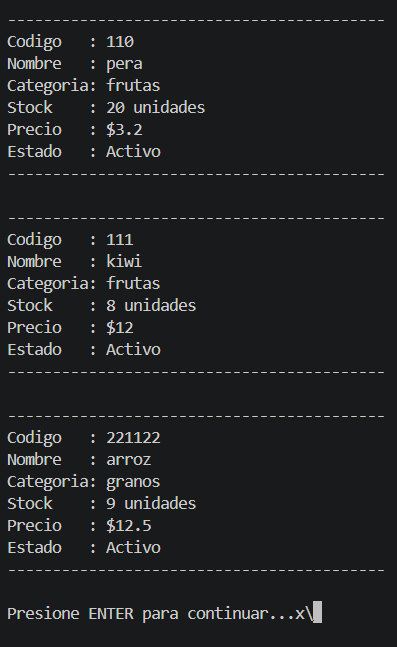 ------------------------------------------
Codigo   : 110
Nombre   : pera
Categoria: frutas
Stock    : 20 unidades
Precio   : $3.2
Estado   : Activo
------------------------------------------
------------------------------------------
Codigo   : 111
Nombre   : kiwi
Categoria: frutas
Stock    : 8 unidades
Precio   : $12
Estado   : Activo
------------------------------------------
------------------------------------------
Codigo   : 221122
Nombre   : arroz
Categoria: granos
Stock    : 9 unidades
Precio   : $12.5
Estado   : Activo
------------------------------------------
Presione ENTER para continuar...x\